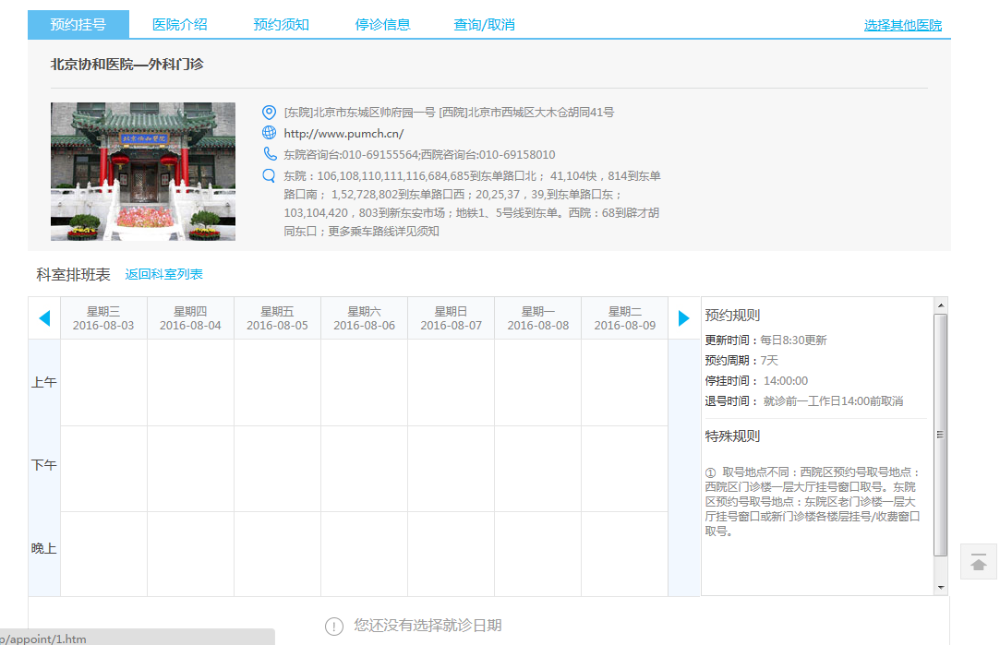 预约挂号 医院介绍 预约须知 停诊信息 查询/取消 选择其他医院
北京协和医院—外科门诊
北京协和医院
[东院]北京市东城区帅府园一号 [西院]北京市西城区大木仓胡同41号
http://www.pumch.cn/
东院咨询台:010-69155564;西院咨询台:010-69158010
东院：106,108,110,111,116,684,685到东单路口北； 41,104快，814到东单
路口南； 1,52,728,802到东单路口西；20,25,37，39,到东单路口东；
103,104,420，803到新东安市场；地铁1、5号线到东单。西院：68到辟才胡
同东口；更多乘车路线详见须知
科室排班表 返回科室列表
星期三 星期四 星期五 星期六 星期日 星期一 星期二
2016-08-03 2016-08-04 2016-08-05 2016-08-06 2016-08-07 2016-08-08 2016-08-09
上午
下午
晚上
预约规则
更新时间：每日8:30更新
预约周期：7天
停挂时间： 14:00:00
退号时间： 就诊前一工作日14:00前取消
特殊规则
① 取号地点不同：西院区预约号取号地点：
西院区门诊楼一层大厅挂号窗口取号。东院
区预约号取号地点：东院区老门诊楼一层大
厅挂号窗口或新门诊楼各楼层挂号/收费窗口
取号。
您还没有选择就诊日期
p/appoint/1.htm